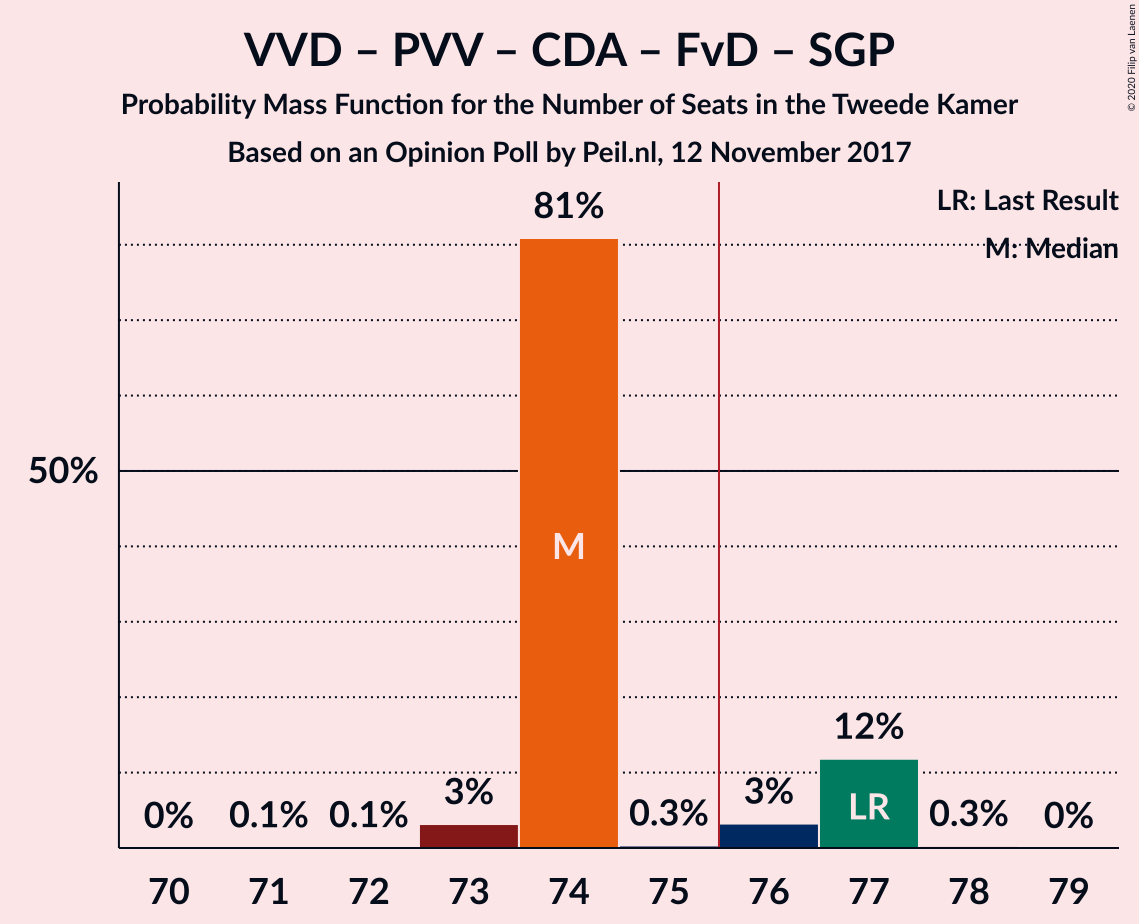 VVD – PVV – CDA – FvD – SGP
Probability Mass Function for the Number of Seats in the Tweede Kamer
Based on an Opinion Poll by Peil.nl, 12 November 2017
© 2020 Filip van Laenen
LR: Last Result
M: Median
50%
0% 0.1% 0.1% 3% 81% 0.3% 3% 12% 0.3% 0%
M
LR
70 71 72 73 74 75 76 77 78 79